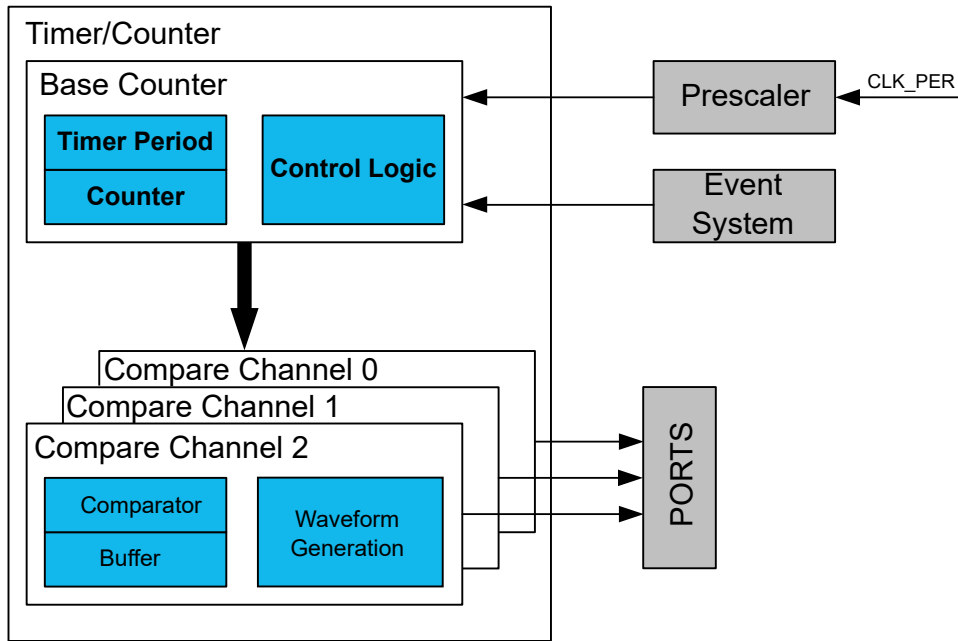 Timer/Counter
Base Counter
Timer Period
Counter
Control Logic
Prescaler
CLK_PER
Event
System
Compare Channel 0
Compare Channel 1
Compare Channel 2
Comparator
Buffer
Waveform
Generation
PORTS